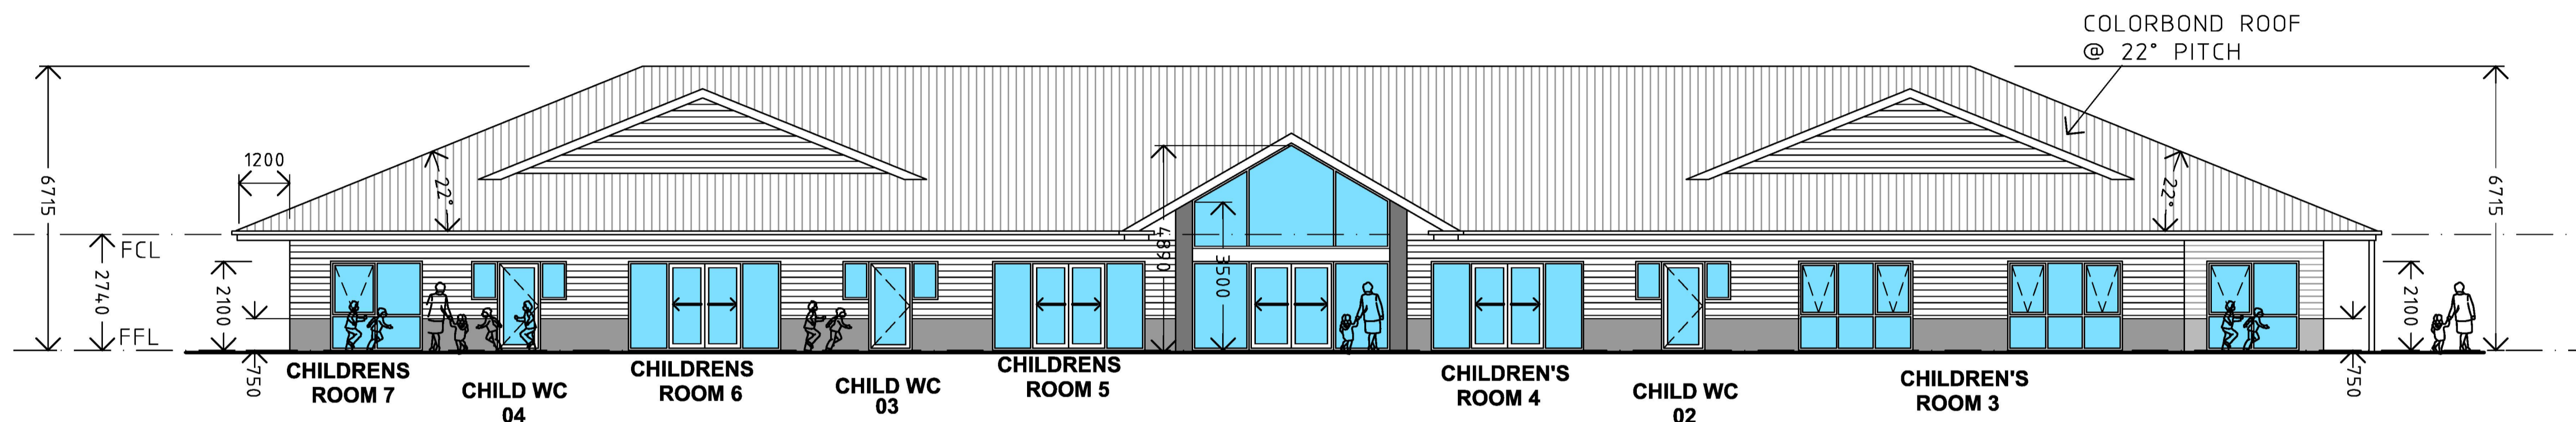 COLORBOND ROOF
@ 22° PITCH
1200
6715
22°
FCL
2740
2100
FFL
750
4890
3500
22°
6715
2100
750
CHILDRENS
ROOM 7
CHILD WC
04
CHILDRENS
ROOM 6
CHILD WC
03
CHILDRENS
ROOM 5
CHILDREN'S
ROOM 4
CHILD WC
02
CHILDREN'S
ROOM 3